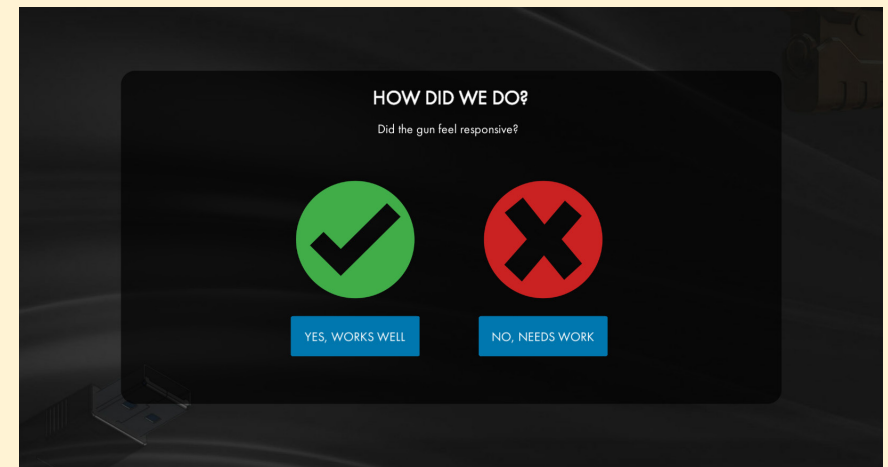 HOW DID WE DO?
Did the gun feel responsive?
YES, WORKS WELL
NO, NEEDS WORK